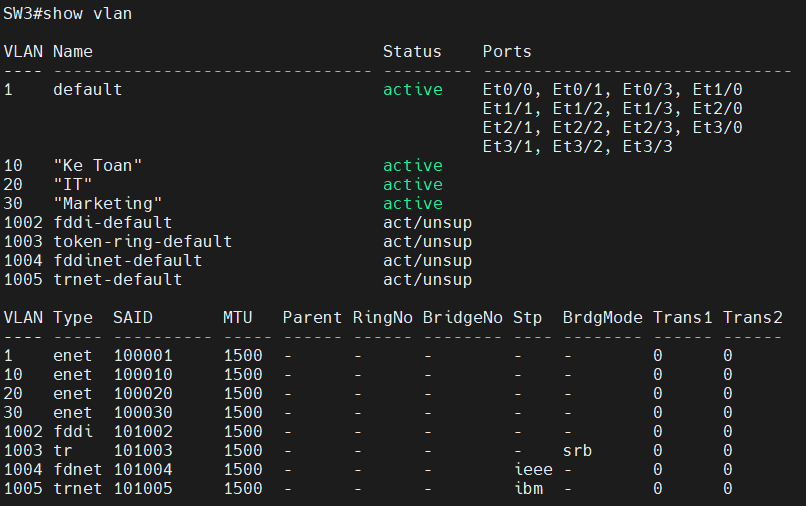 SW3#show vlan
VLAN Name                             Status    Ports
---- -------------------------------- --------- -------------------------------
1    default                          active    Et0/0, Et0/1, Et0/3, Et1/0
                                                Et1/1, Et1/2, Et1/3, Et2/0
                                                Et2/1, Et2/2, Et2/3, Et3/0
                                                Et3/1, Et3/2, Et3/3
10   "Ke Toan"                        active
20   "IT"                             active
30   "Marketing"                      active
1002 fddi-default                     act/unsup
1003 token-ring-default               act/unsup
1004 fddinet-default                  act/unsup
1005 trnet-default                    act/unsup
VLAN Type  SAID       MTU   Parent RingNo BridgeNo Stp  BrdgMode Trans1 Trans2
---- ----- ---------- ----- ------ ------ -------- ---- -------- ------ ------
1    enet  100001     1500  -      -      -        -    -        0      0
10   enet  100010     1500  -      -      -        -    -        0      0
20   enet  100020     1500  -      -      -        -    -        0      0
30   enet  100030     1500  -      -      -        -    -        0      0
1002 fddi  101002     1500  -      -      -        -    -        0      0
1003 tr    101003     1500  -      -      -        -    srb      0      0
1004 fdnet 101004     1500  -      -      -        ieee -        0      0
1005 trnet 101005     1500  -      -      -        ibm  -        0      0